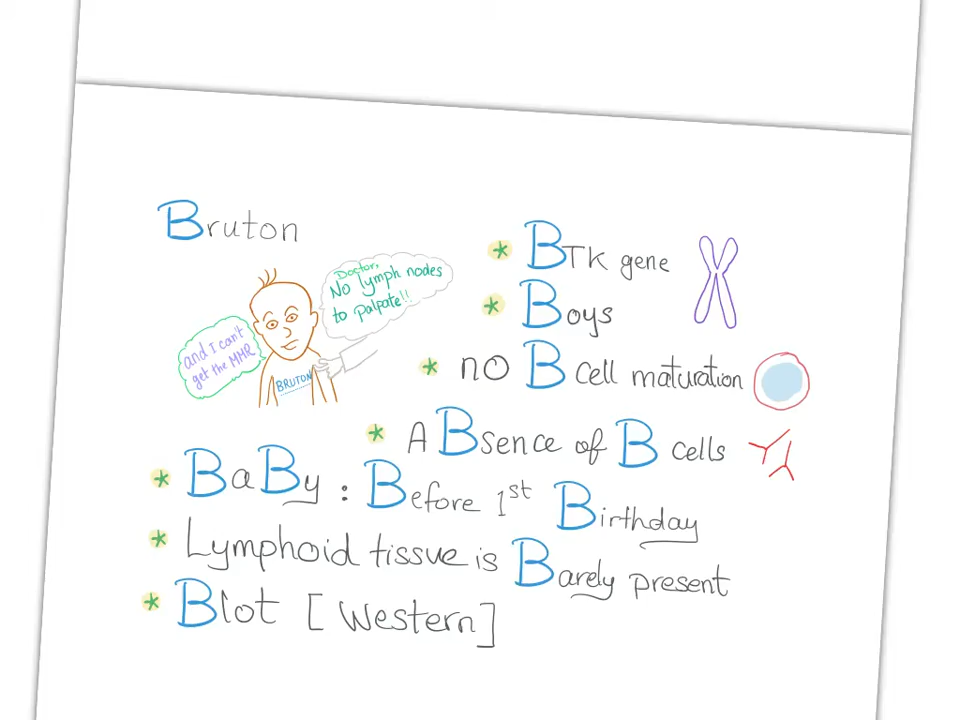 Bruton
Doctor,
No lymph nodes
to palpate!!
and I can't
get the MMR
BRUTON
* BTK gene
* Boys
* no B cell maturation
* ABsence of B cells
* BaBy : Before 1st Birthday
* Lymphoid tissue is Barely present
* Blot [Western]